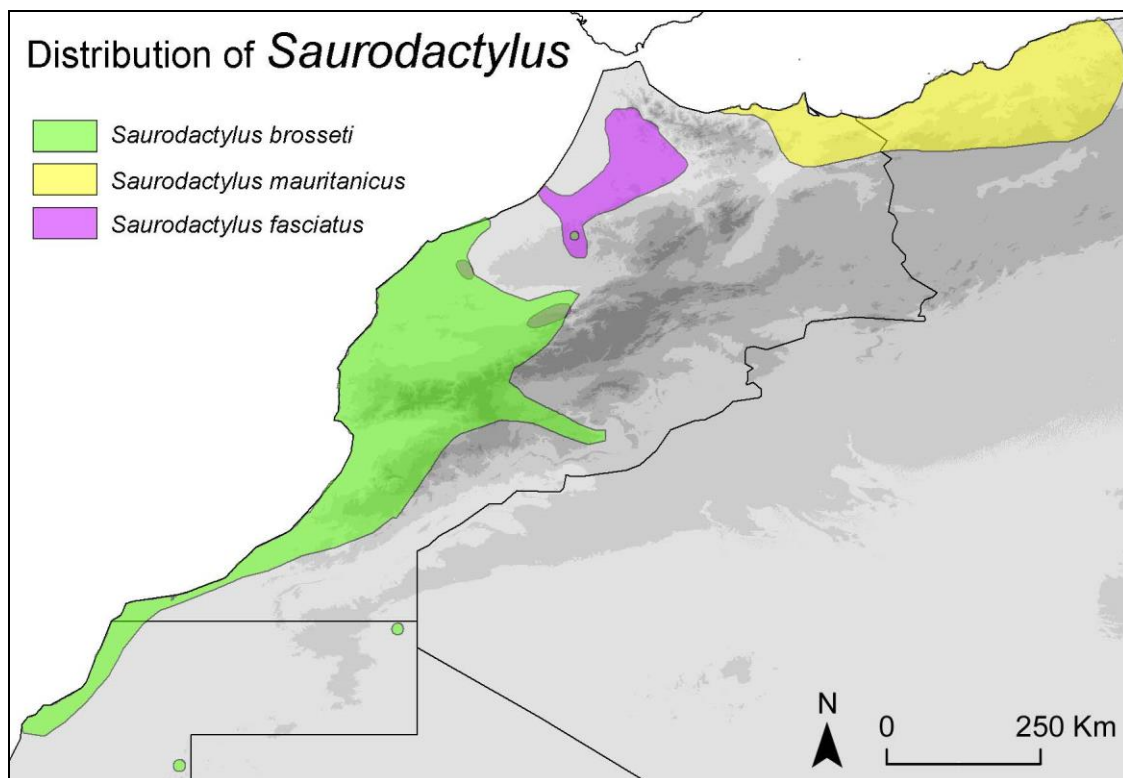 Distribution of Saurodactylus
Saurodactylus brosseti
Saurodactylus mauritanicus
Saurodactylus fasciatus
N
0 250 Km